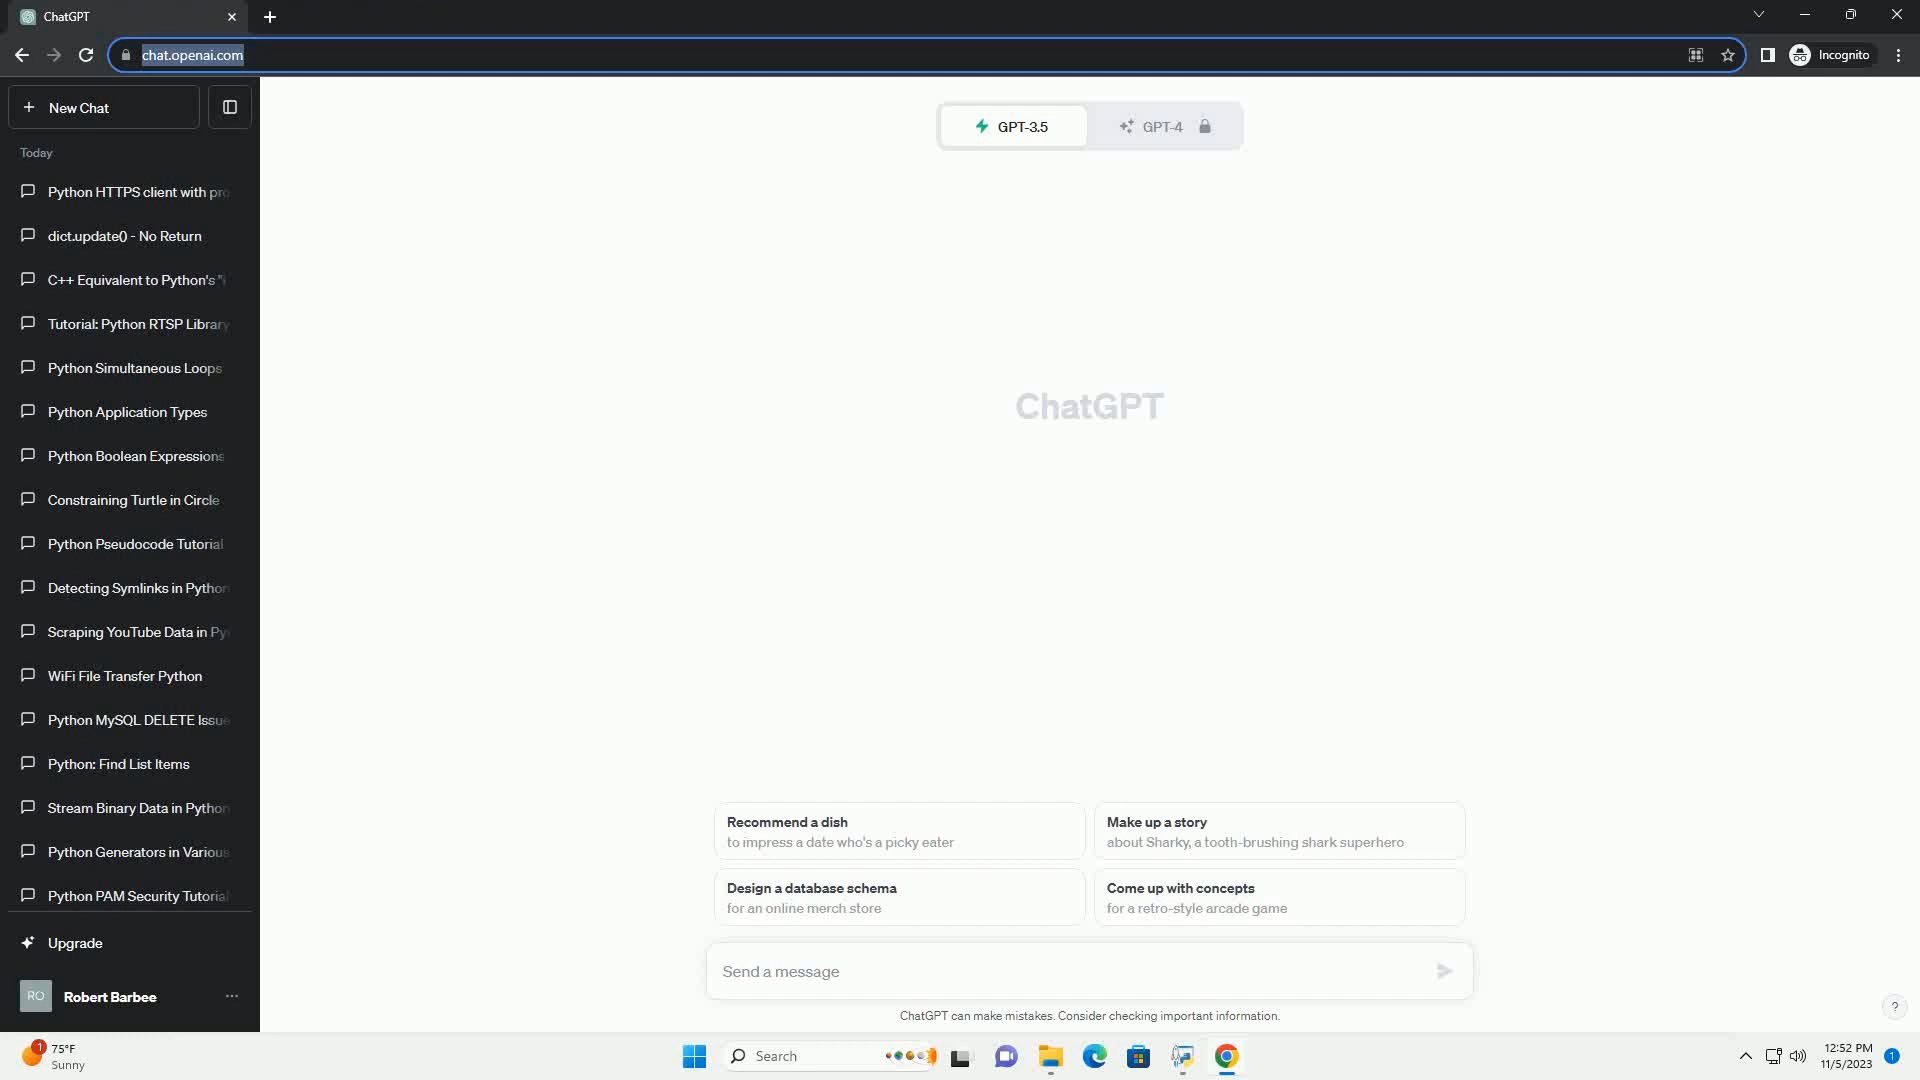 ChatGPT
chat.openai.com
Incognito
New Chat
GPT-3.5
GPT-4
Today
Python HTTPS client with pro
dict.update() - No Return
C++ Equivalent to Python's "i
Tutorial: Python RTSP Library
Python Simultaneous Loops
Python Application Types
Python Boolean Expressions
Constraining Turtle in Circle
Python Pseudocode Tutorial
Detecting Symlinks in Python
Scraping YouTube Data in Py
WiFi File Transfer Python
Python MySQL DELETE Issue
Python: Find List Items
Stream Binary Data in Python
Python Generators in Various
Python PAM Security Tutorial
Upgrade
RO
Robert Barbee
ChatGPT
Recommend a dish
to impress a date who's a picky eater
Make up a story
about Sharky, a tooth-brushing shark superhero
Design a database schema
for an online merch store
Come up with concepts
for a retro-style arcade game
Send a message
ChatGPT can make mistakes. Consider checking important information.
?
1
75°F
Sunny
Search
12:52 PM
11/5/2023
1